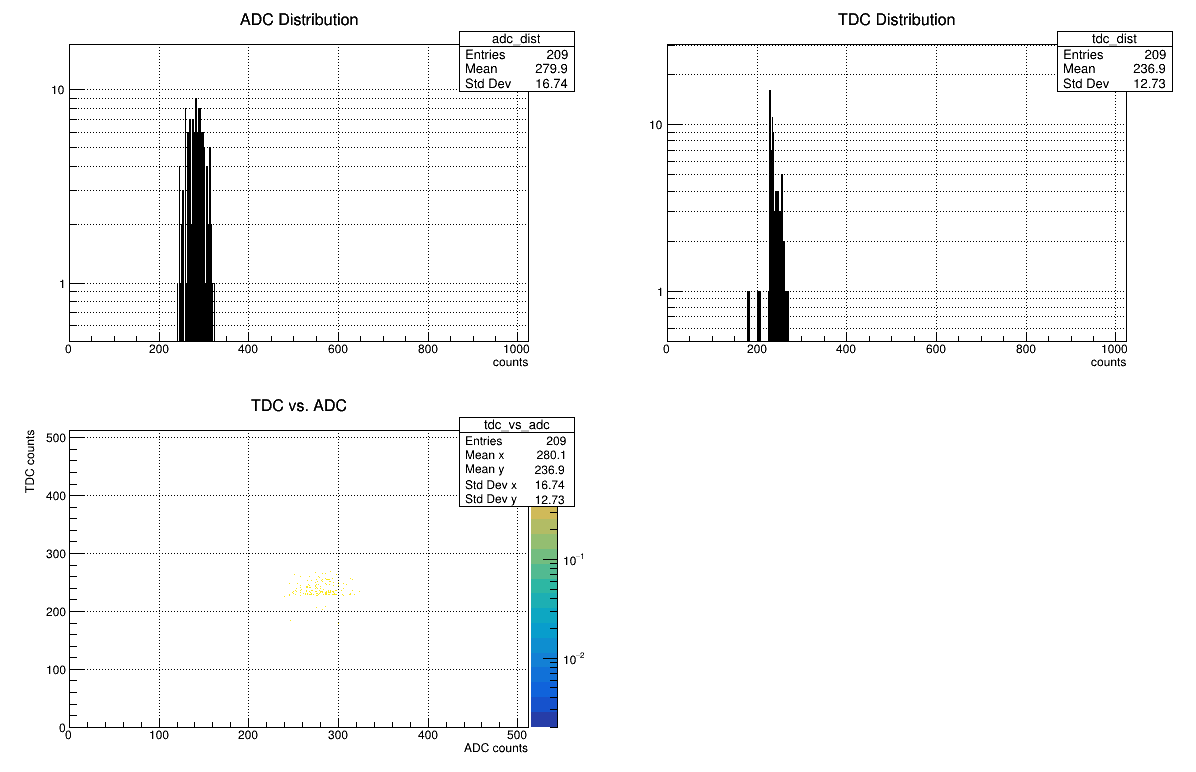 ADC Distribution
adc_dist
Entries 209
Mean 279.9
Std Dev 16.74
10
1
0 200 400 600 800 1000
counts
TDC Distribution
tdc_dist
Entries 209
Mean 236.9
Std Dev 12.73
10
1
0 200 400 600 800 1000
counts
TDC vs. ADC
tdc_vs_adc
Entries 209
Mean x 280.1
Mean y 236.9
Std Dev x 16.74
Std Dev y 12.73
TDC counts
500
400
300
200
100
0
0 100 200 300 400 500
ADC counts
10⁻¹
10⁻²